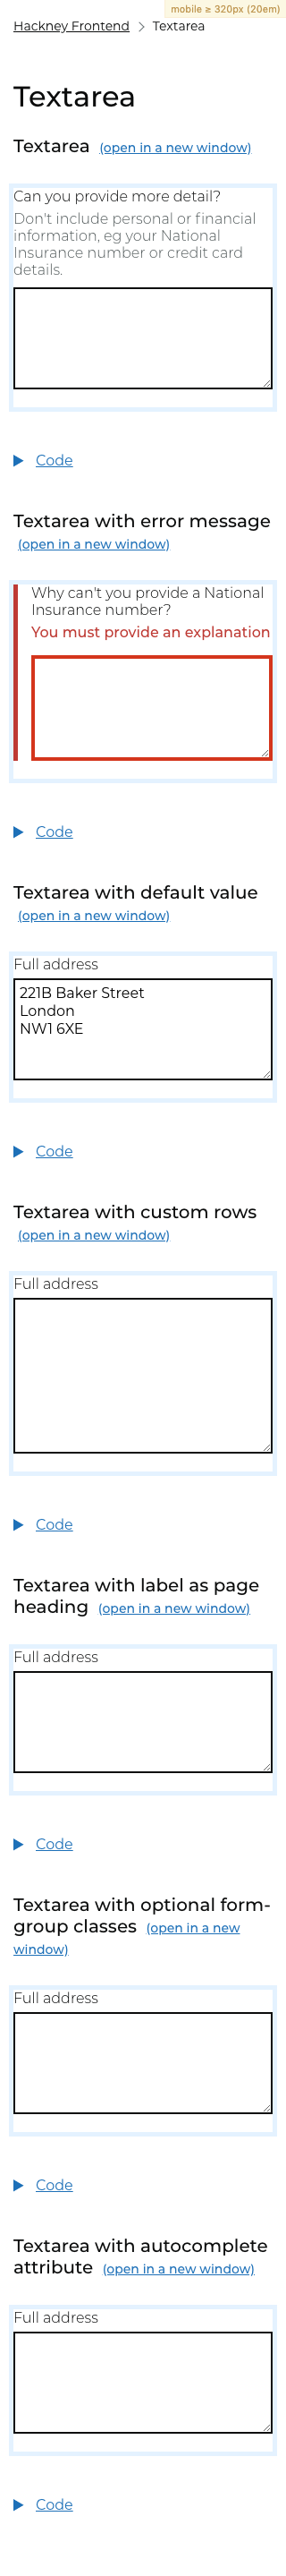 mobile ≥ 320px (20em)
Hackney Frontend > Textarea
Textarea
Textarea (open in a new window)
Can you provide more detail?
Don't include personal or financial
information, eg your National
Insurance number or credit card
details.
Code
Textarea with error message
(open in a new window)
Why can't you provide a National
Insurance number?
You must provide an explanation
Code
Textarea with default value
(open in a new window)
Full address
221B Baker Street
London
NW1 6XE
Code
Textarea with custom rows
(open in a new window)
Full address
Code
Textarea with label as page
heading (open in a new window)
Full address
Code
Textarea with optional form-
group classes (open in a new
window)
Full address
Code
Textarea with autocomplete
attribute (open in a new window)
Full address
Code